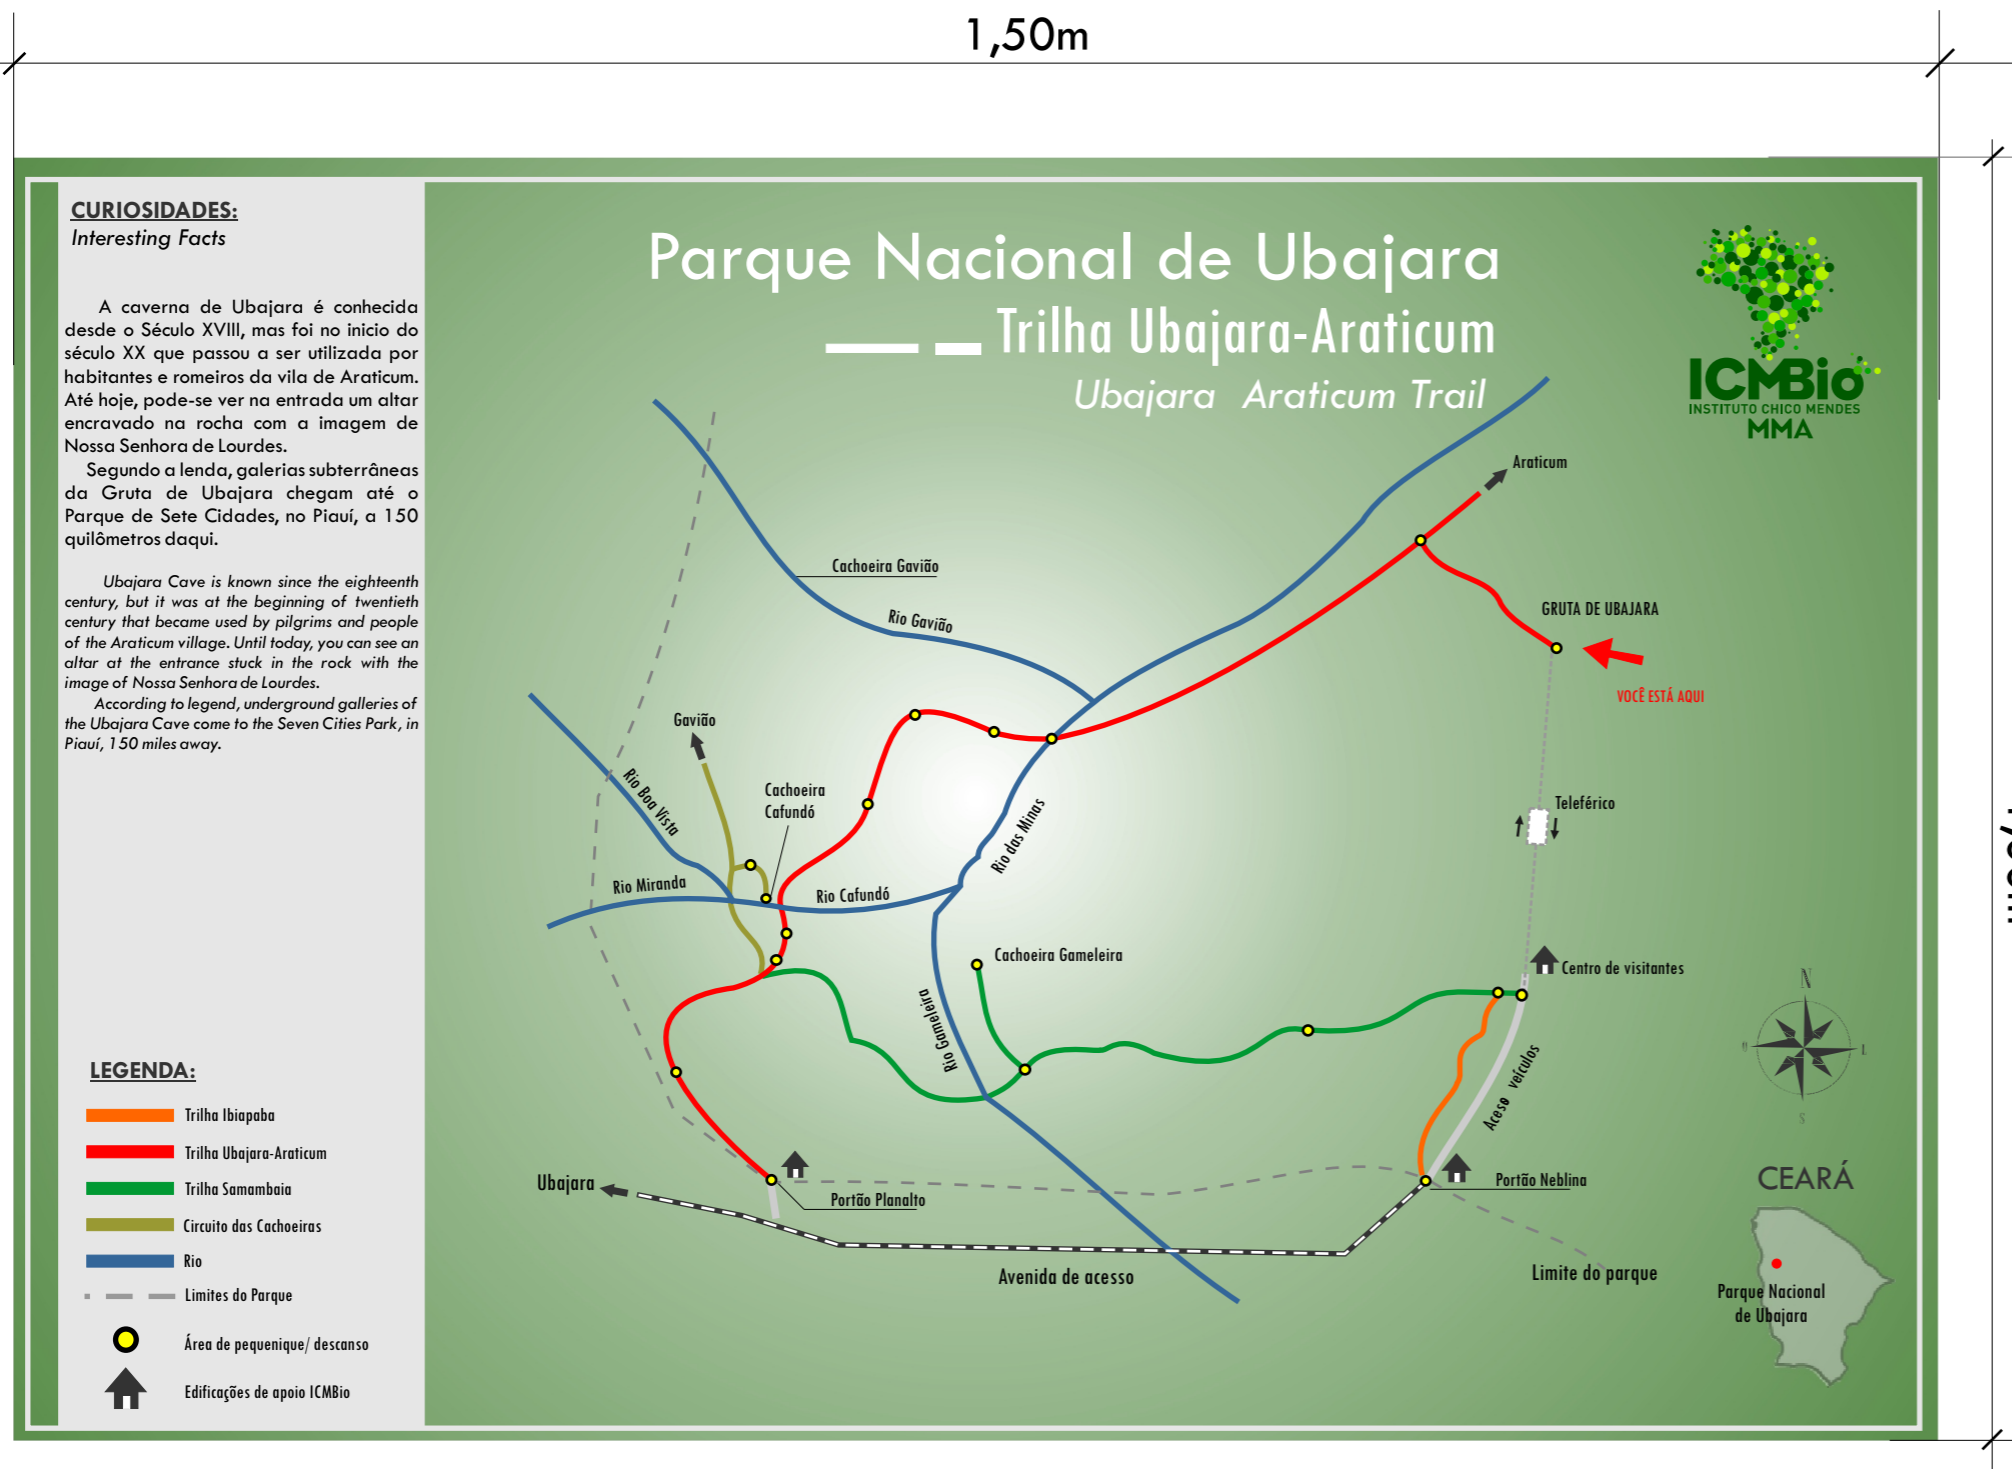 1,50m
CURIOSIDADES:
Interesting Facts
A caverna de Ubajara é conhecida
desde o Século XVIII, mas foi no inicio do
século XX que passou a ser utilizada por
habitantes e romeiros da vila de Araticum.
Até hoje, pode-se ver na entrada um altar
encravado na rocha com a imagem de
Nossa Senhora de Lourdes.
Segundo a lenda, galerias subterrâneas
da Gruta de Ubajara chegam até o
Parque de Sete Cidades, no Piauí, a 150
quilômetros daqui.
Ubajara Cave is known since the eighteenth
century, but it was at the beginning of twentieth
century that became used by pilgrims and people
of the Araticum village. Until today, you can see an
altar at the entrance stuck in the rock with the
image of Nossa Senhora de Lourdes.
According to legend, underground galleries of
the Ubajara Cave come to the Seven Cities Park, in
Piauí, 150 miles away.
LEGENDA:
Trilha Ibiapaba
Trilha Ubajara-Araticum
Trilha Samambaia
Circuito das Cachoeiras
Rio
Limites do Parque
Área de pequenique/ descanso
Edificações de apoio ICMBio
Parque Nacional de Ubajara
Trilha Ubajara-Araticum
Ubajara Araticum Trail
ICMBio
INSTITUTO CHICO MENDES
MMA
Araticum
Cachoeira Gavião
Rio Gavião
GRUTA DE UBAJARA
VOCÊ ESTÁ AQUI
Gavião
Rio Boa Vista
Cachoeira
Cafundó
Rio das Minas
Teleférico
Rio Miranda
Rio Cafundó
Cachoeira Gameleira
Rio Gameleira
Centro de visitantes
Aceso veículos
N
O
L
S
Ubajara
Portão Planalto
Portão Neblina
Avenida de acesso
Limite do parque
CEARÁ
Parque Nacional
de Ubajara